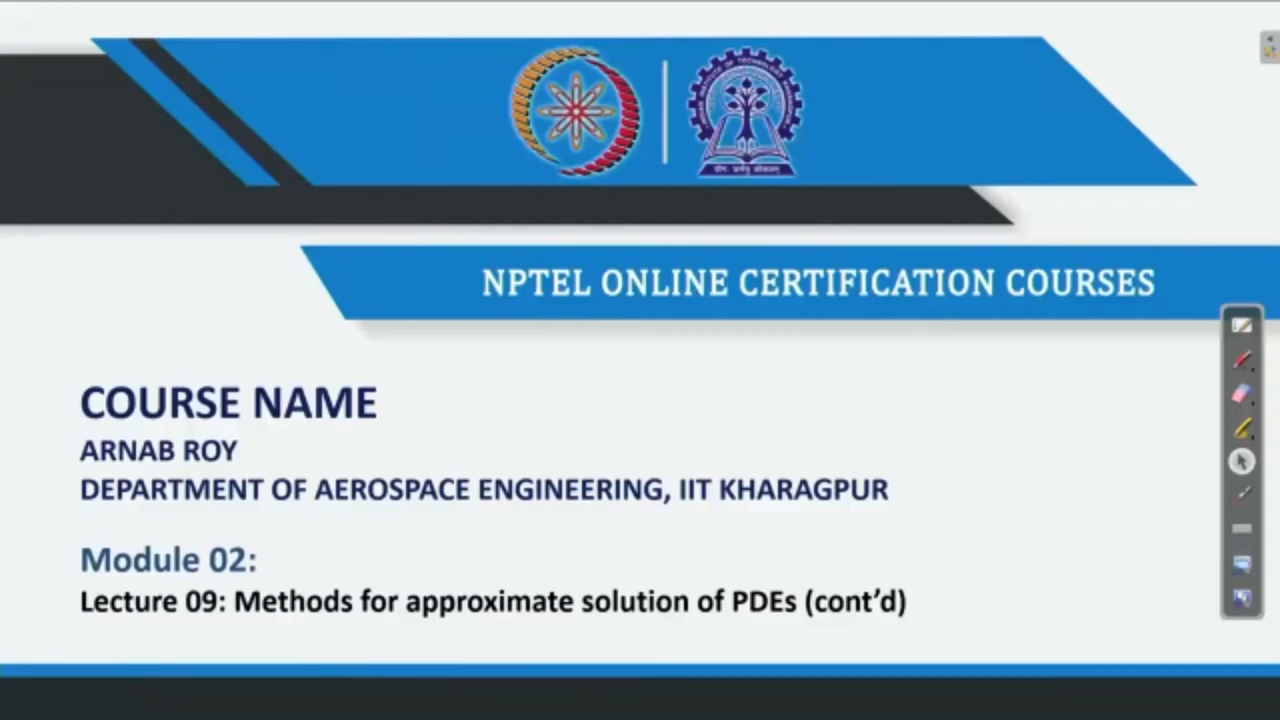 NPTEL ONLINE CERTIFICATION COURSES
COURSE NAME
ARNAB ROY
DEPARTMENT OF AEROSPACE ENGINEERING, IIT KHARAGPUR
Module 02:
Lecture 09: Methods for approximate solution of PDEs (cont’d)